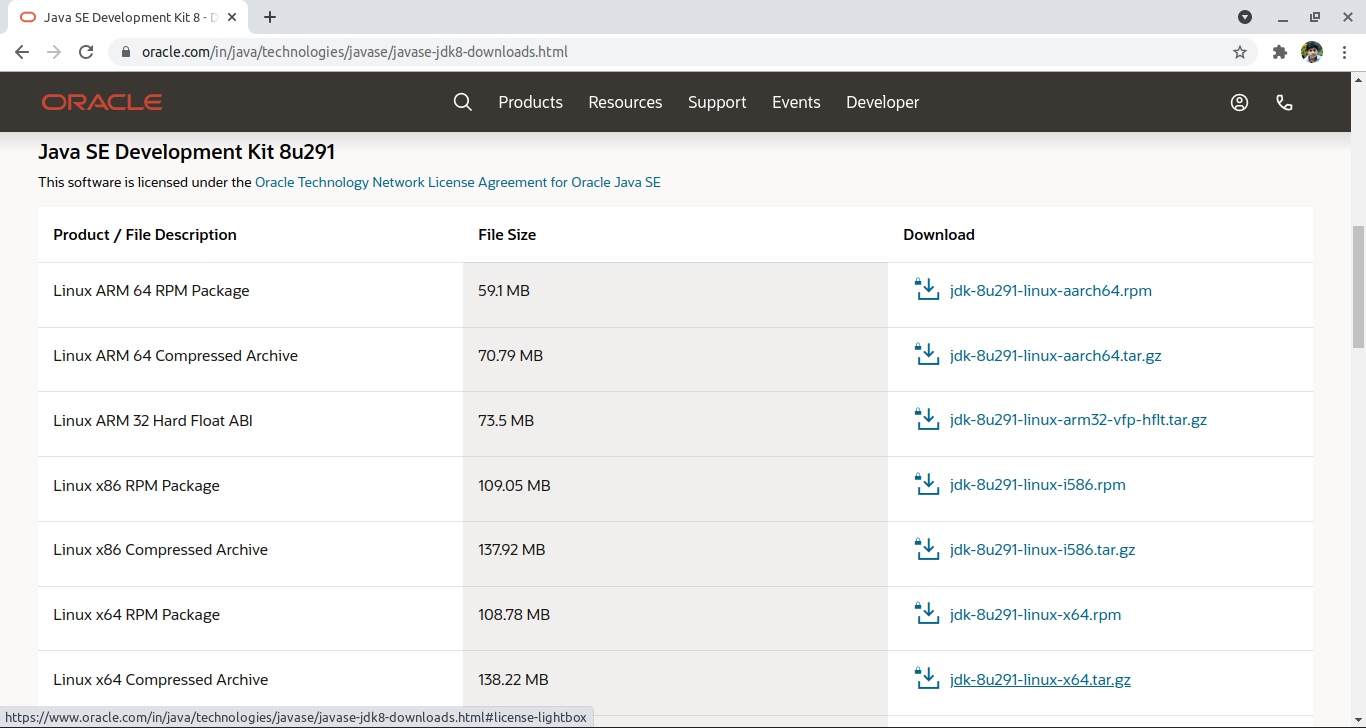 Java SE Development Kit 8 - D
oracle.com/in/java/technologies/javase/javase-jdk8-downloads.html
ORACLE Products Resources Support Events Developer
Java SE Development Kit 8u291
This software is licensed under the Oracle Technology Network License Agreement for Oracle Java SE
Product / File Description File Size Download
Linux ARM 64 RPM Package 59.1 MB jdk-8u291-linux-aarch64.rpm
Linux ARM 64 Compressed Archive 70.79 MB jdk-8u291-linux-aarch64.tar.gz
Linux ARM 32 Hard Float ABI 73.5 MB jdk-8u291-linux-arm32-vfp-hflt.tar.gz
Linux x86 RPM Package 109.05 MB jdk-8u291-linux-i586.rpm
Linux x86 Compressed Archive 137.92 MB jdk-8u291-linux-i586.tar.gz
Linux x64 RPM Package 108.78 MB jdk-8u291-linux-x64.rpm
Linux x64 Compressed Archive 138.22 MB jdk-8u291-linux-x64.tar.gz
https://www.oracle.com/in/java/technologies/javase/javase-jdk8-downloads.html#license-lightbox